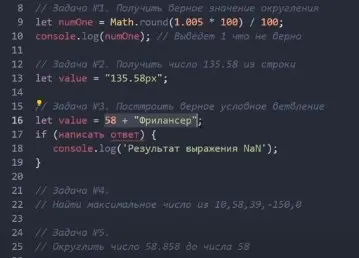 8 // Задача №1. Получить верное значение округления
9 let numOne = Math.round(1.005 * 100) / 100;
10 console.log(numOne); // Выведет 1 что не верно
11
12 // Задача №2. Получить число 135.58 из строки
13 let value = "135.58px";
14
15 // Задача №3. Построить верное условное ветвление
16 let value = 58 + "Фрилансер";
17 if (написать ответ) {
18 console.log('Результат выражения NaN');
19 }
20
21 // Задача №4.
22 // Найти максимальное число из 10,58,39,-150,0
23
24 // Задача №5.
25 // Округлить число 58.858 до числа 58